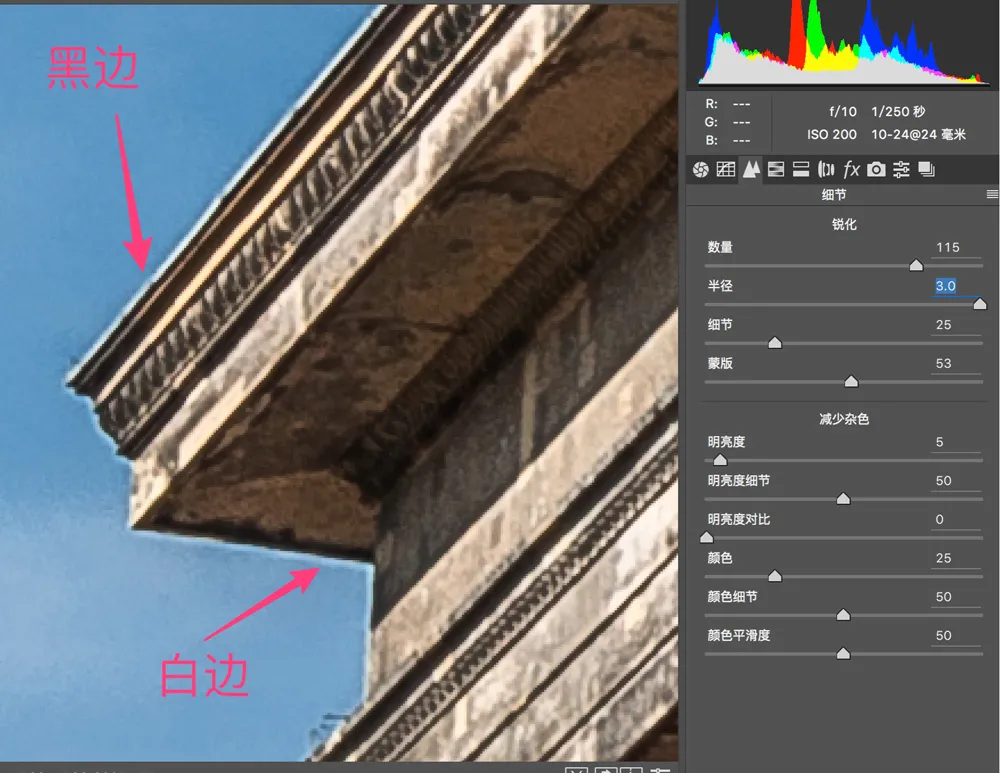 黑边
白边
R: ---
G: ---
B: ---
f/10 1/250 秒
ISO 200 10-24@24 毫米
fx
细节
锐化
数量 115
半径 3.0
细节 25
蒙版 53
减少杂色
明亮度 5
明亮度细节 50
明亮度对比 0
颜色 25
颜色细节 50
颜色平滑度 50